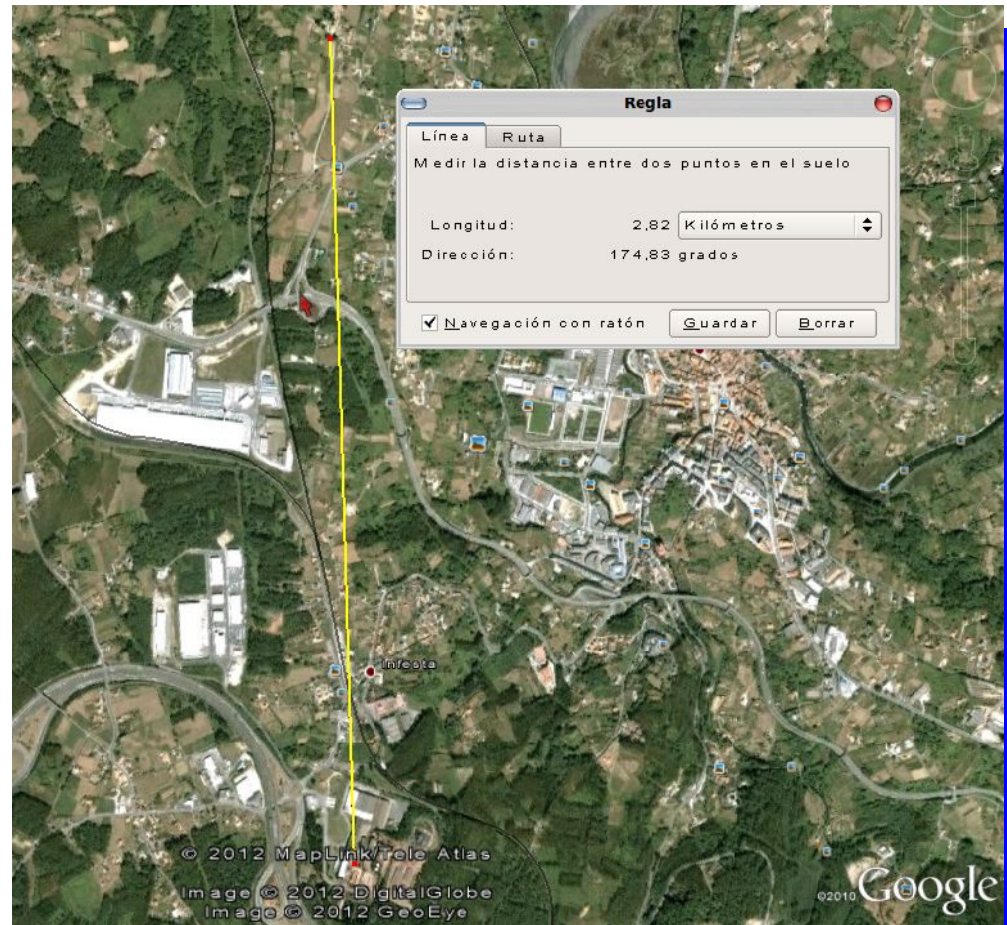 Regla
Línea
Ruta
Medir la distancia entre dos puntos en el suelo
Longitud: 2,82 Kilómetros
Dirección: 174,83 grados
Navegación con ratón
Guardar
Borrar
Infesta
© 2012 MapLink/Tele Atlas
Image © 2012 DigitalGlobe
Image © 2012 GeoEye
©2010 Google